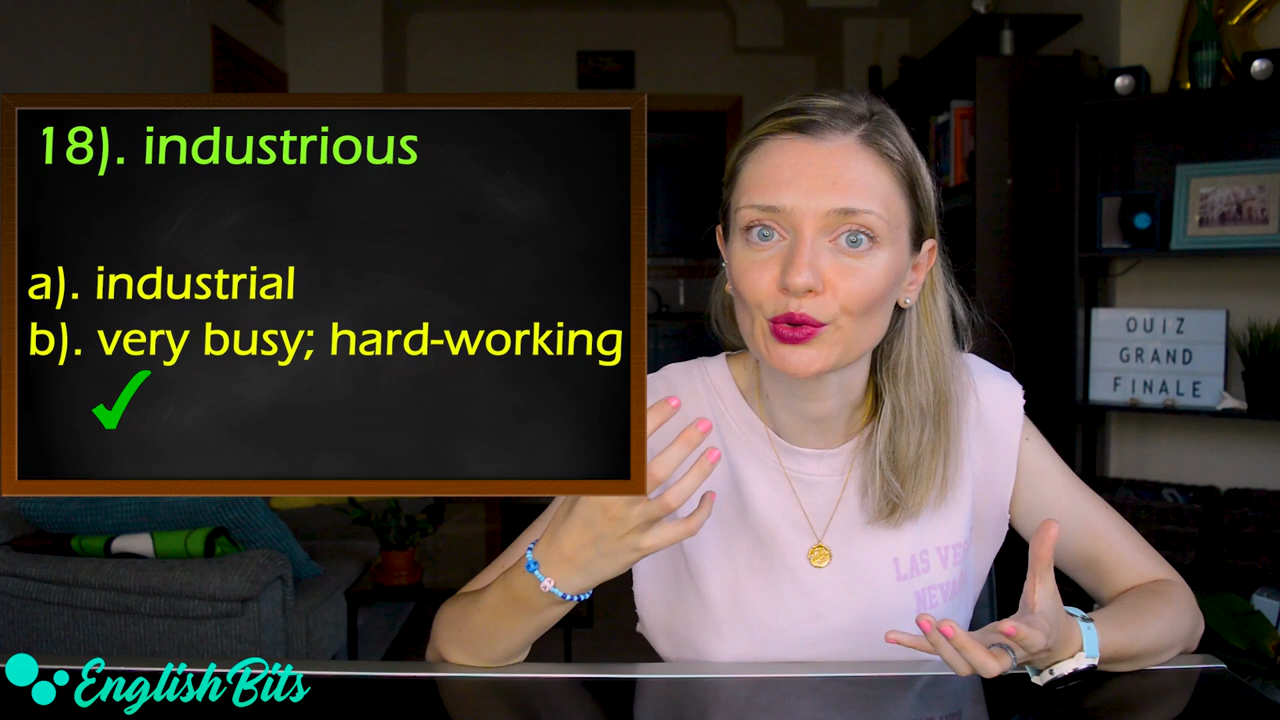 18). industrious
a). industrial
b). very busy; hard-working
QUIZ
GRAND
FINALE
LAS VE
NEVA
EnglishBits